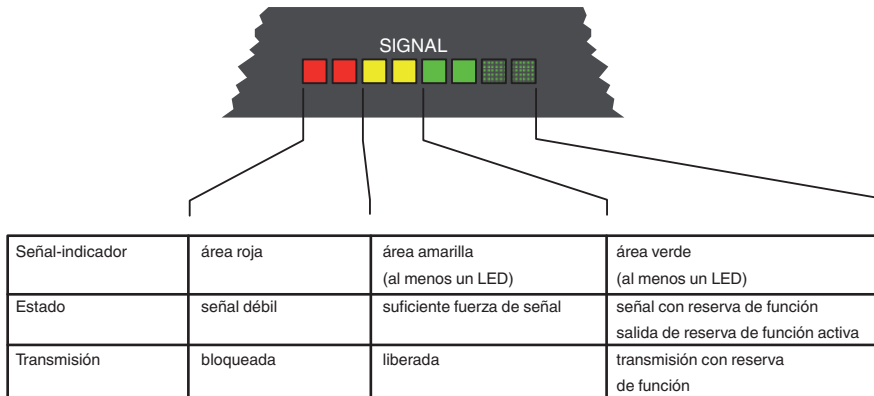 SIGNAL
Señal-indicador
área roja
área amarilla
(al menos un LED)
área verde
(al menos un LED)
Estado
señal débil
suficiente fuerza de señal
señal con reserva de función
salida de reserva de función activa
Transmisión
bloqueada
liberada
transmisión con reserva
de función